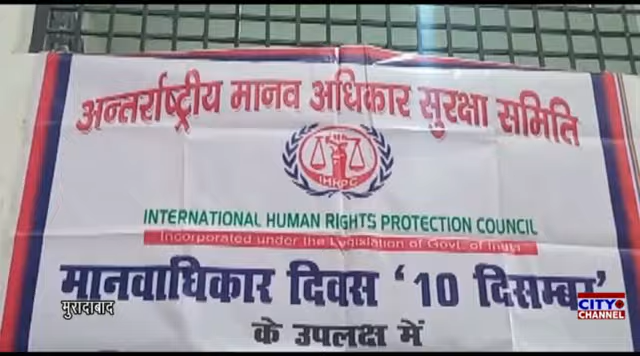 अन्तर्राष्ट्रीय मानव अधिकार सुरक्षा समिति
IHRPC
INTERNATIONAL HUMAN RIGHTS PROTECTION COUNCIL
Incorporated under the Legislation of Govt. of India
मानवाधिकार दिवस ‘10 दिसम्बर’
के उपलक्ष में
मुरादाबाद
CITY
CHANNEL